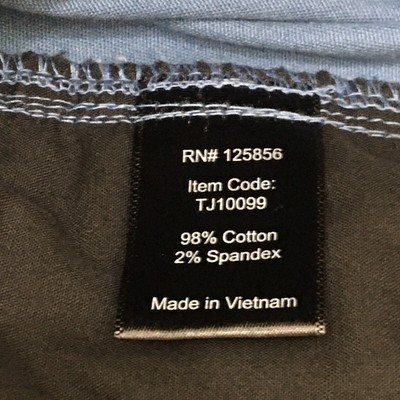 RN# 125856
Item Code:
TJ10099
98% Cotton
2% Spandex
Made in Vietnam